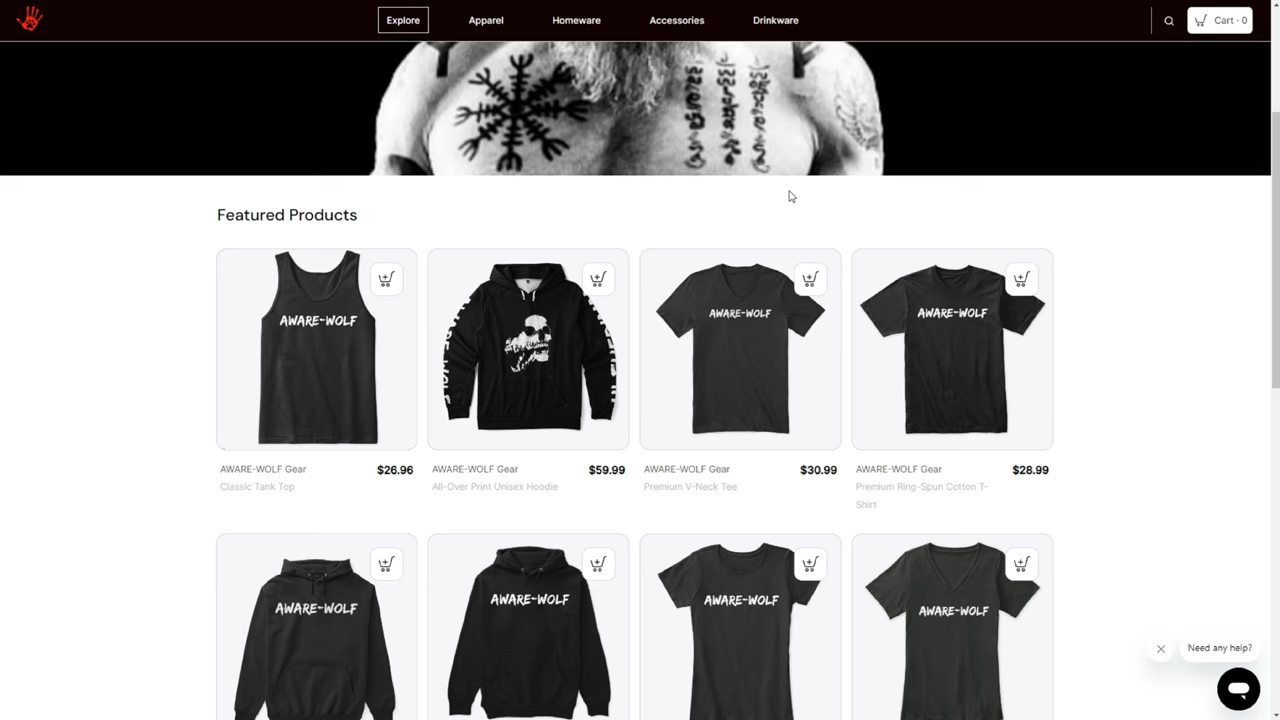 Explore Apparel Homeware Accessories Drinkware Cart · 0
Featured Products
AWARE-WOLF
AWARE-WOLF
AWARE-WOLF
AWARE-WOLF
AWARE-WOLF Gear $26.96
Classic Tank Top
AWARE-WOLF Gear $59.99
All-Over Print Unisex Hoodie
AWARE-WOLF Gear $30.99
Premium V-Neck Tee
AWARE-WOLF Gear $28.99
Premium Ring-Spun Cotton T-
Shirt
AWARE-WOLF
AWARE-WOLF
AWARE-WOLF
AWARE-WOLF
Need any help?